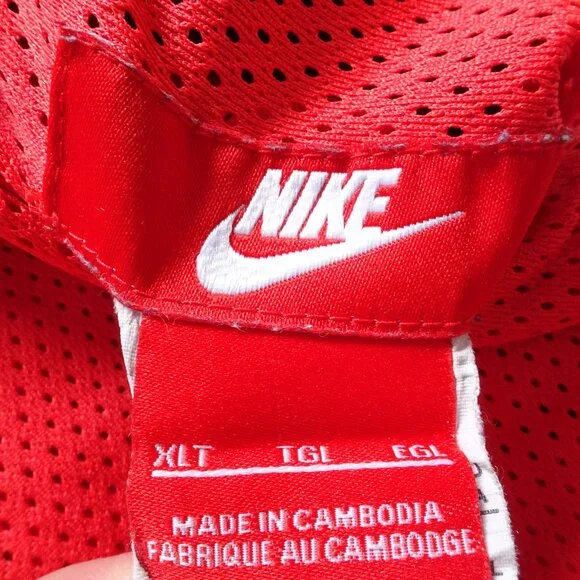 NIKE
XLT TGL EGL
MADE IN CAMBODIA
FABRIQUE AU CAMBODGE